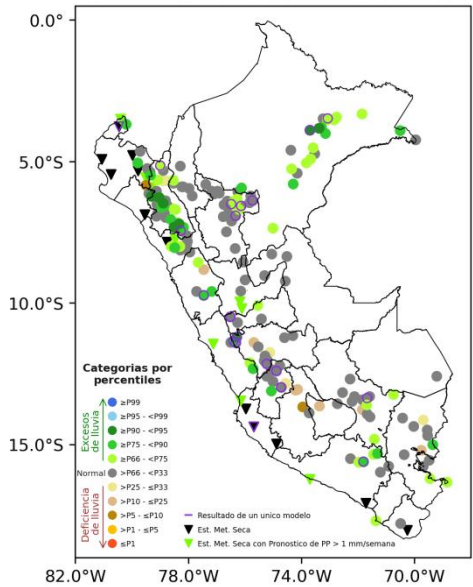 0.0°
5.0°S
10.0°S
15.0°S
82.0°W
78.0°W
74.0°W
70.0°W
Categorias por
percentiles
Excesos
de lluvia
Normal
Deficiencia
de lluvia
≥P99
≥P95 - <P99
≥P90 - <P95
≥P75 - <P90
≥P66 - <P75
>P66 - <P33
>P25 - ≤P33
>P10 - ≤P25
>P5 - ≤P10
>P1 - ≤P5
≤P1
Resultado de un unico modelo
Est. Met. Seca
Est. Met. Seca con Pronostico de PP > 1 mm/semana